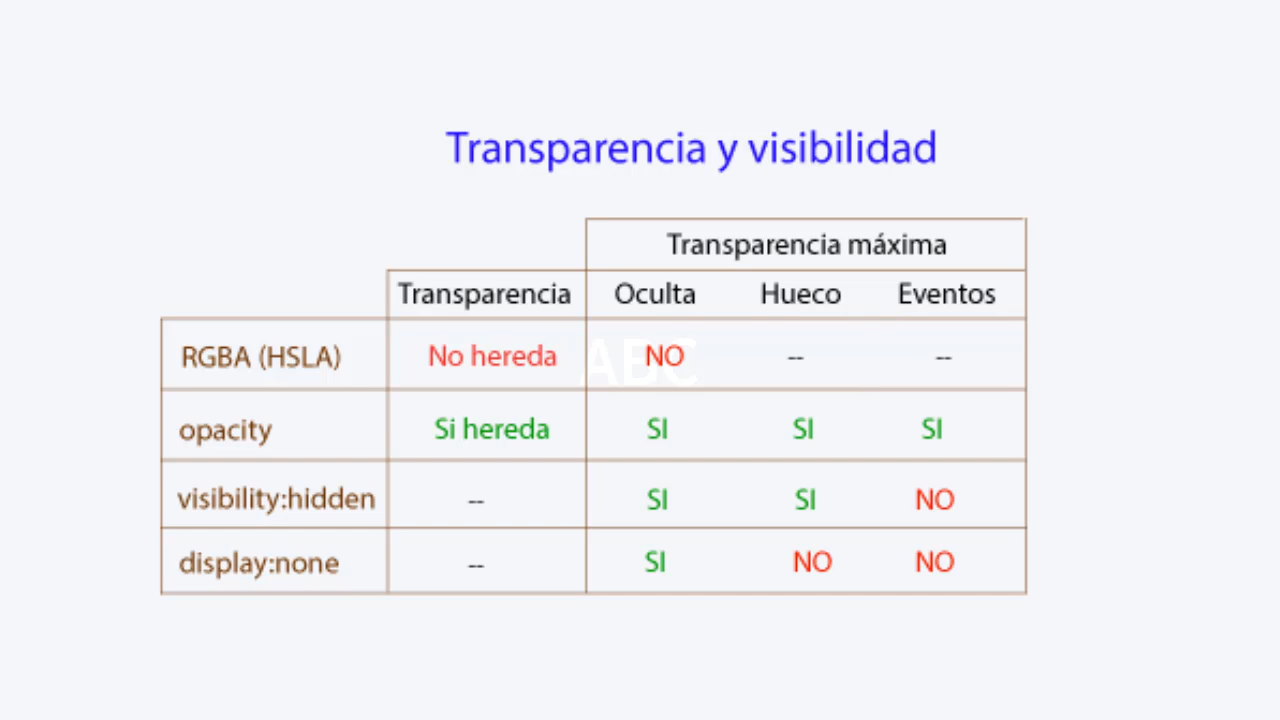 Transparencia y visibilidad
Transparencia máxima
Transparencia Oculta Hueco Eventos
RGBA (HSLA) No hereda NO -- --
ABC
opacity Si hereda SI SI SI
visibility:hidden -- SI SI NO
display:none -- SI NO NO